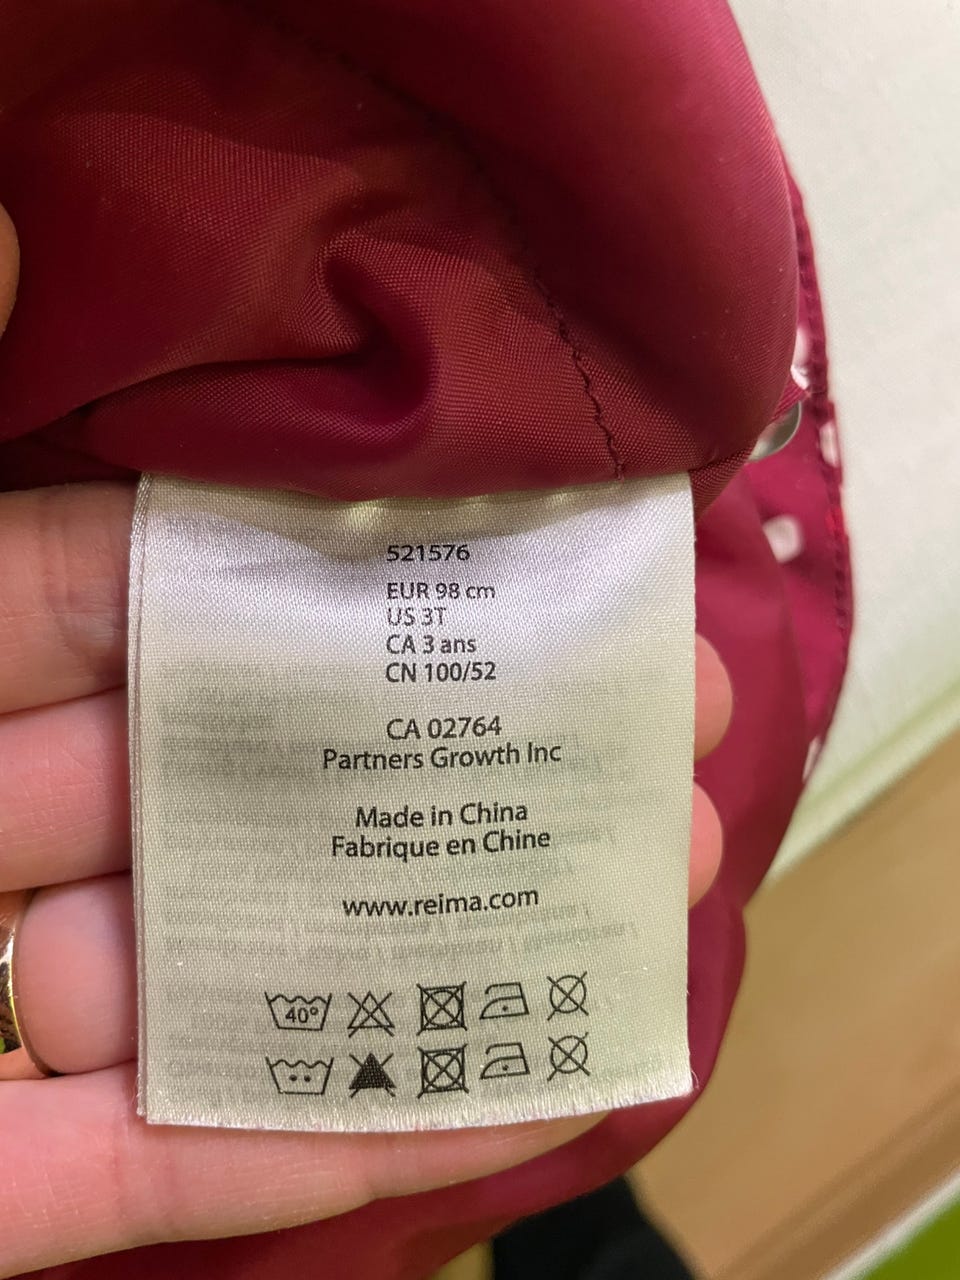 521576
EUR 98 cm
US 3T
CA 3 ans
CN 100/52
CA 02764
Partners Growth Inc
Made in China
Fabrique en Chine
www.reima.com
40°